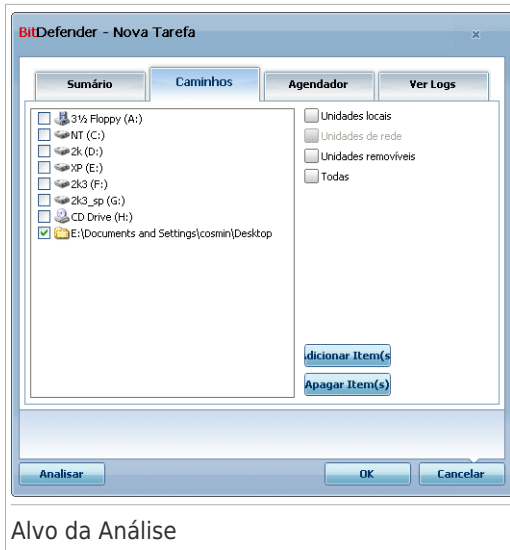 BitDefender - Nova Tarefa
Sumário
Caminhos
Agendador
Ver Logs
3½ Floppy (A:)
NT (C:)
2k (D:)
XP (E:)
2k3 (F:)
2k3_sp (G:)
CD Drive (H:)
E:\Documents and Settings\cosmin\Desktop
Unidades locais
Unidades de rede
Unidades removíveis
Todas
dicionar Item(s
Apagar Item(s)
Analisar
OK
Cancelar
Alvo da Análise